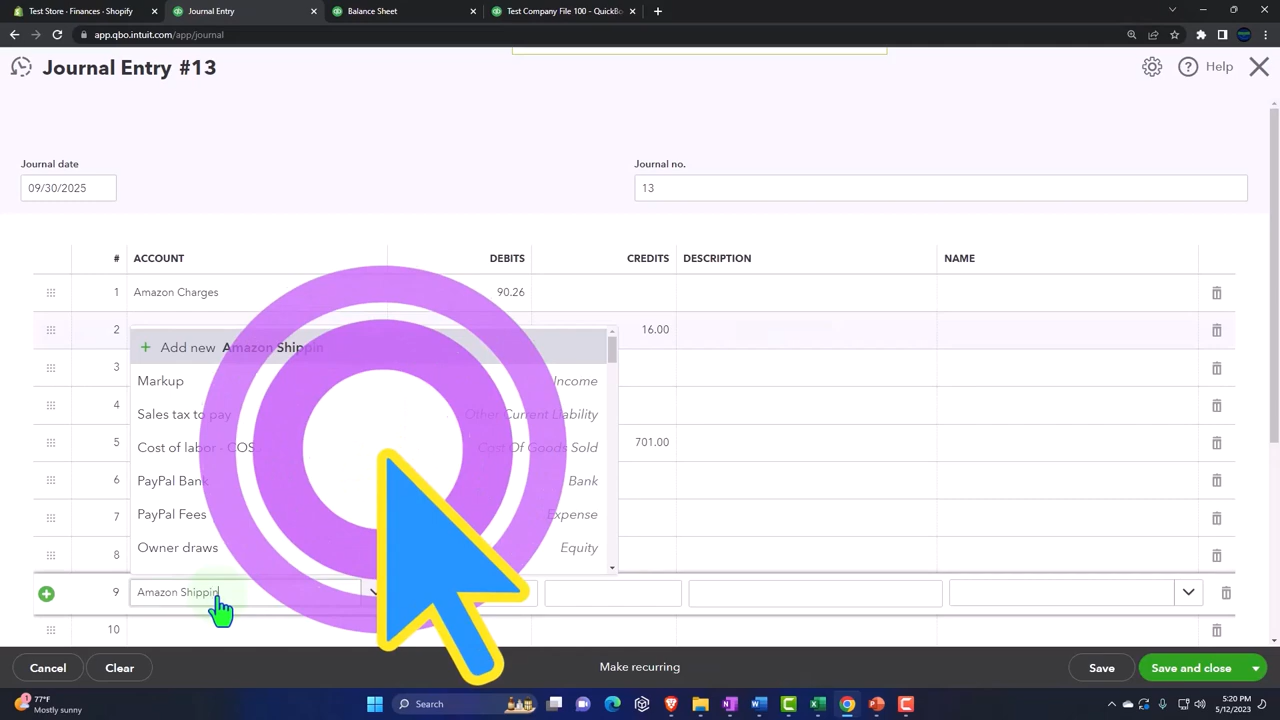 Test Store · Finances · Shopify
Journal Entry
Balance Sheet
Test Company File 100 - QuickBo
app.qbo.intuit.com/app/journal
Journal Entry #13
Help
Journal date
Journal no.
09/30/2025
13
# ACCOUNT DEBITS CREDITS DESCRIPTION NAME
1 Amazon Charges 90.26
2 16.00
Add new Amazon Shippin
3
Markup Income
4
Sales tax to pay Other Current Liability
5 701.00
Cost of labor - COS Cost Of Goods Sold
6
PayPal Bank Bank
7
PayPal Fees Expense
8
Owner draws Equity
9 Amazon Shippin
10
Cancel Clear Make recurring Save Save and close
77°F
Mostly sunny
Search
5:20 PM
5/12/2023